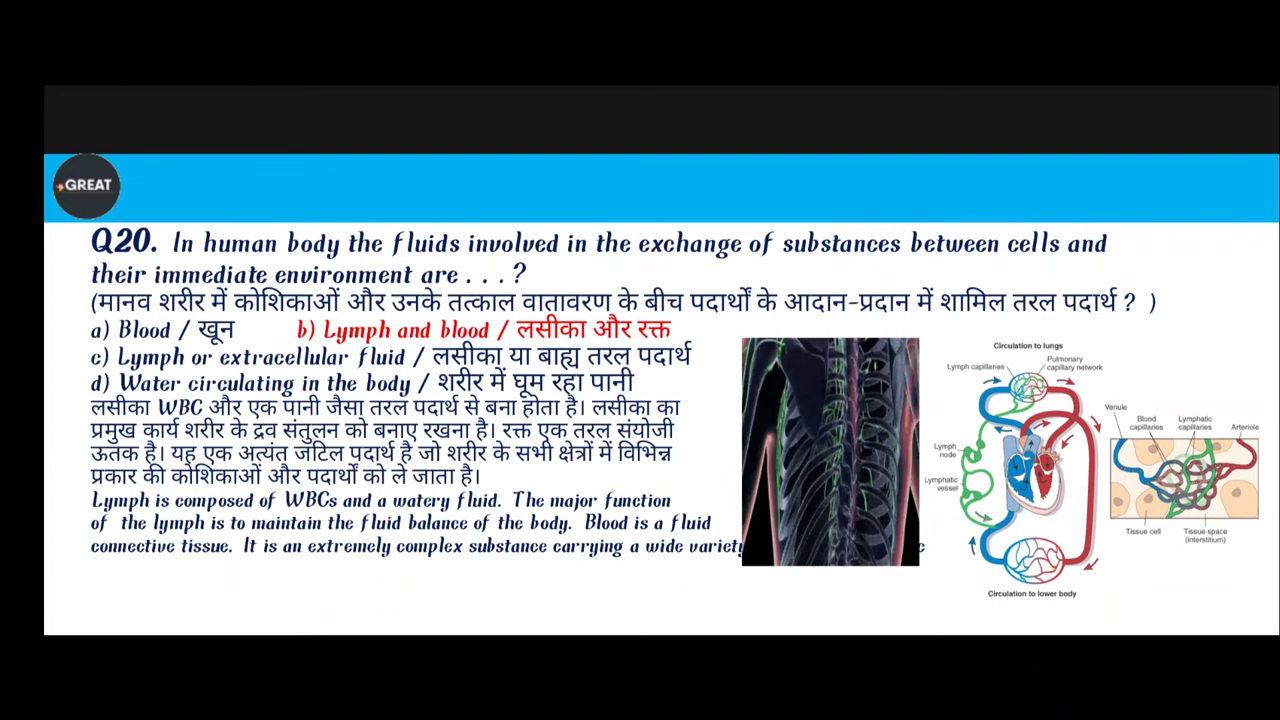 GREAT
Q20. In human body the fluids involved in the exchange of substances between cells and
their immediate environment are . . . ?
(मानव शरीर में कोशिकाओं और उनके तत्काल वातावरण के बीच पदार्थों के आदान-प्रदान में शामिल तरल पदार्थ ? )
a) Blood / खून b) Lymph and blood / लसीका और रक्त
c) Lymph or extracellular fluid / लसीका या बाह्य तरल पदार्थ
d) Water circulating in the body / शरीर में घूम रहा पानी
लसीका WBC और एक पानी जैसा तरल पदार्थ से बना होता है। लसीका का
प्रमुख कार्य शरीर के द्रव संतुलन को बनाए रखना है। रक्त एक तरल संयोजी
ऊतक है। यह एक अत्यंत जटिल पदार्थ है जो शरीर के सभी क्षेत्रों में विभिन्न
प्रकार की कोशिकाओं और पदार्थों को ले जाता है।
Lymph is composed of WBCs and a watery fluid. The major function
of the lymph is to maintain the fluid balance of the body. Blood is a fluid
connective tissue. It is an extremely complex substance carrying a wide variety
Circulation to lungs
Lymph capillaries
Pulmonary
capillary network
Lymph
node
Lymphatic
vessel
Circulation to lower body
Venule
Blood
capillaries
Lymphatic
capillaries
Arteriole
Tissue cell
Tissue space
(interstitium)